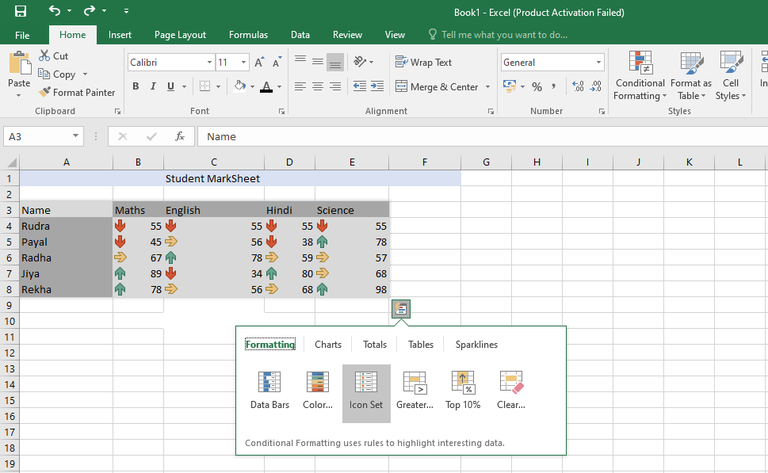 Book1 - Excel (Product Activation Failed)
File Home Insert Page Layout Formulas Data Review View Tell me what you want to do...
Paste
Cut
Copy
Format Painter
Calibri 11 A A
B I U A
Wrap Text
Merge & Center
General
% , .0 .00 .00 .0
Conditional Formatting
Format as Table
Cell Styles
In
Clipboard Font Alignment Number Styles
A3 fx Name
A B C D E F G H I J K L
1 Student MarkSheet
2
3 Name Maths English Hindi Science
4 Rudra 55 55 55 55
5 Payal 45 56 38 78
6 Radha 67 78 59 57
7 Jiya 89 34 80 68
8 Rekha 78 56 68 98
9
10
11
12
13
14
15
16
17
18
19
Formatting Charts Totals Tables Sparklines
Data Bars Color... Icon Set Greater... Top 10% Clear...
Conditional Formatting uses rules to highlight interesting data.